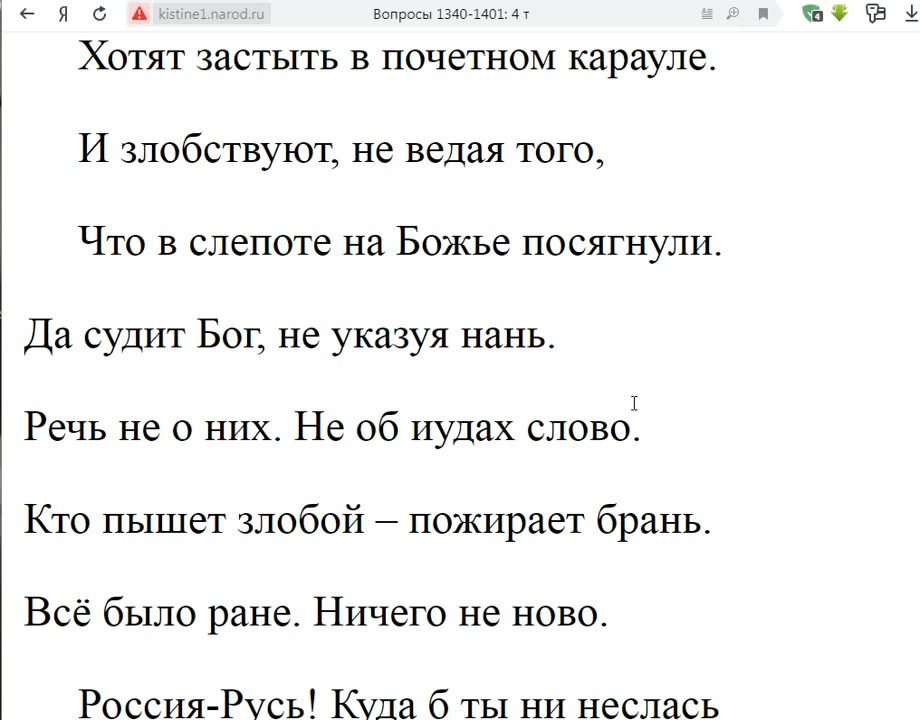 Я kistine1.narod.ru Вопросы 1340-1401: 4 т 4
Хотят застыть в почетном карауле.
И злобствуют, не ведая того,
Что в слепоте на Божье посягнули.
Да судит Бог, не указуя нань.
Речь не о них. Не об иудах слово.
Кто пышет злобой – пожирает брань.
Всё было ране. Ничего не ново.
Россия-Русь! Куда б ты ни неслась